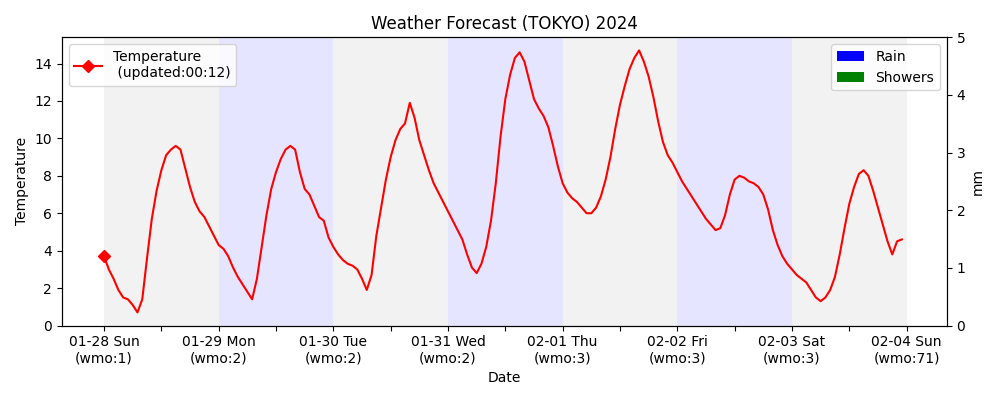 Weather Forecast (TOKYO) 2024
Temperature
(updated:00:12)
Rain
Showers
Temperature
14
12
10
8
6
4
2
0
5
4
3
2
1
0
mm
01-28 Sun
(wmo:1)
01-29 Mon
(wmo:2)
01-30 Tue
(wmo:2)
01-31 Wed
(wmo:2)
02-01 Thu
(wmo:3)
02-02 Fri
(wmo:3)
02-03 Sat
(wmo:3)
02-04 Sun
(wmo:71)
Date